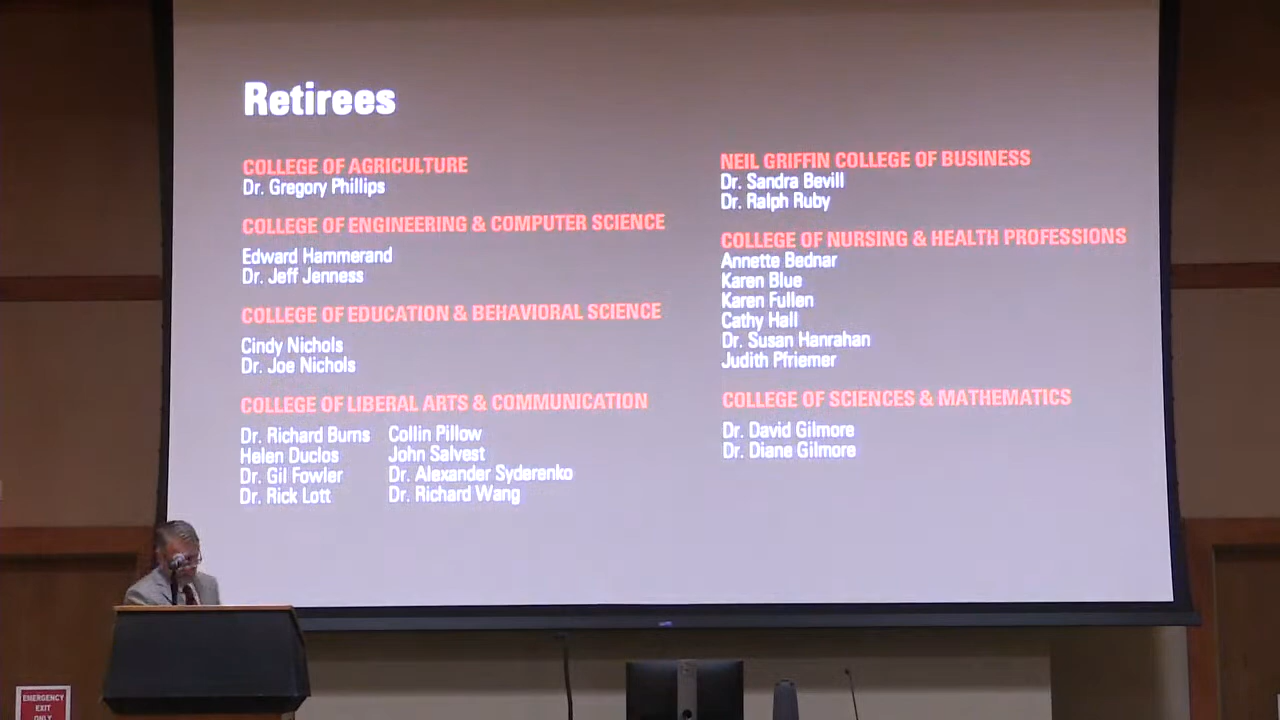 Retirees
COLLEGE OF AGRICULTURE
Dr. Gregory Phillips
COLLEGE OF ENGINEERING & COMPUTER SCIENCE
Edward Hammerand
Dr. Jeff Jenness
COLLEGE OF EDUCATION & BEHAVIORAL SCIENCE
Cindy Nichols
Dr. Joe Nichols
COLLEGE OF LIBERAL ARTS & COMMUNICATION
Dr. Richard Burns
Helen Duclos
Dr. Gil Fowler
Dr. Rick Lott
Collin Pillow
John Salvest
Dr. Alexander Syderenko
Dr. Richard Wang
NEIL GRIFFIN COLLEGE OF BUSINESS
Dr. Sandra Bevill
Dr. Ralph Ruby
COLLEGE OF NURSING & HEALTH PROFESSIONS
Annette Bednar
Karen Blue
Karen Fullen
Cathy Hall
Dr. Susan Hanrahan
Judith Pfriemer
COLLEGE OF SCIENCES & MATHEMATICS
Dr. David Gilmore
Dr. Diane Gilmore
EMERGENCY
EXIT
ONLY